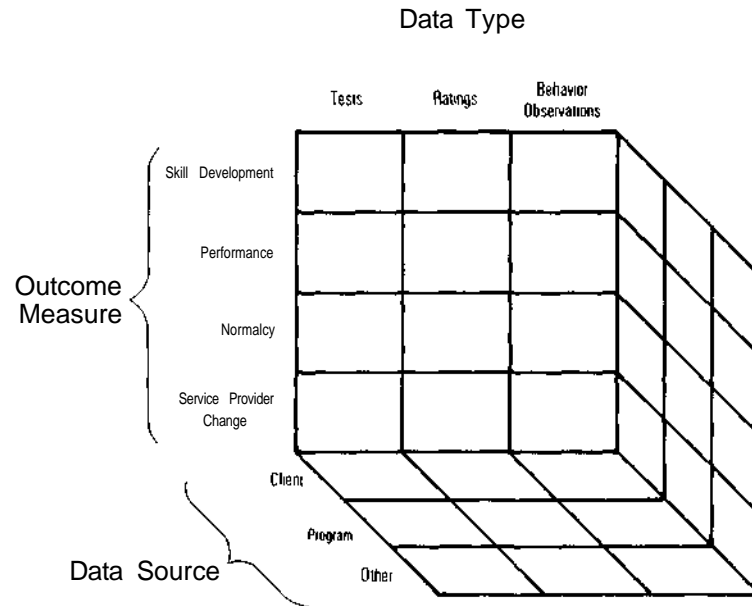 Data Type
Tests Ratings Behavior
Observations
Skill Development
Performance
Outcome
Measure
Normalcy
Service Provider
Change
Client
Program
Other
Data Source